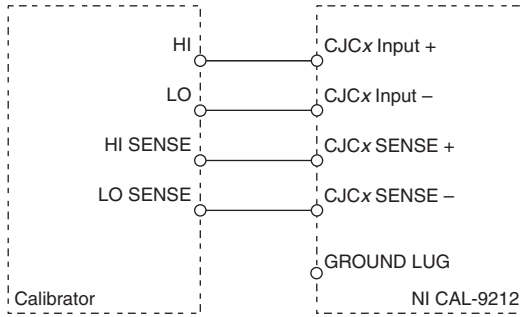 HI
CJCx Input +
LO
CJCx Input –
HI SENSE
CJCx SENSE +
LO SENSE
CJCx SENSE –
GROUND LUG
Calibrator
NI CAL-9212